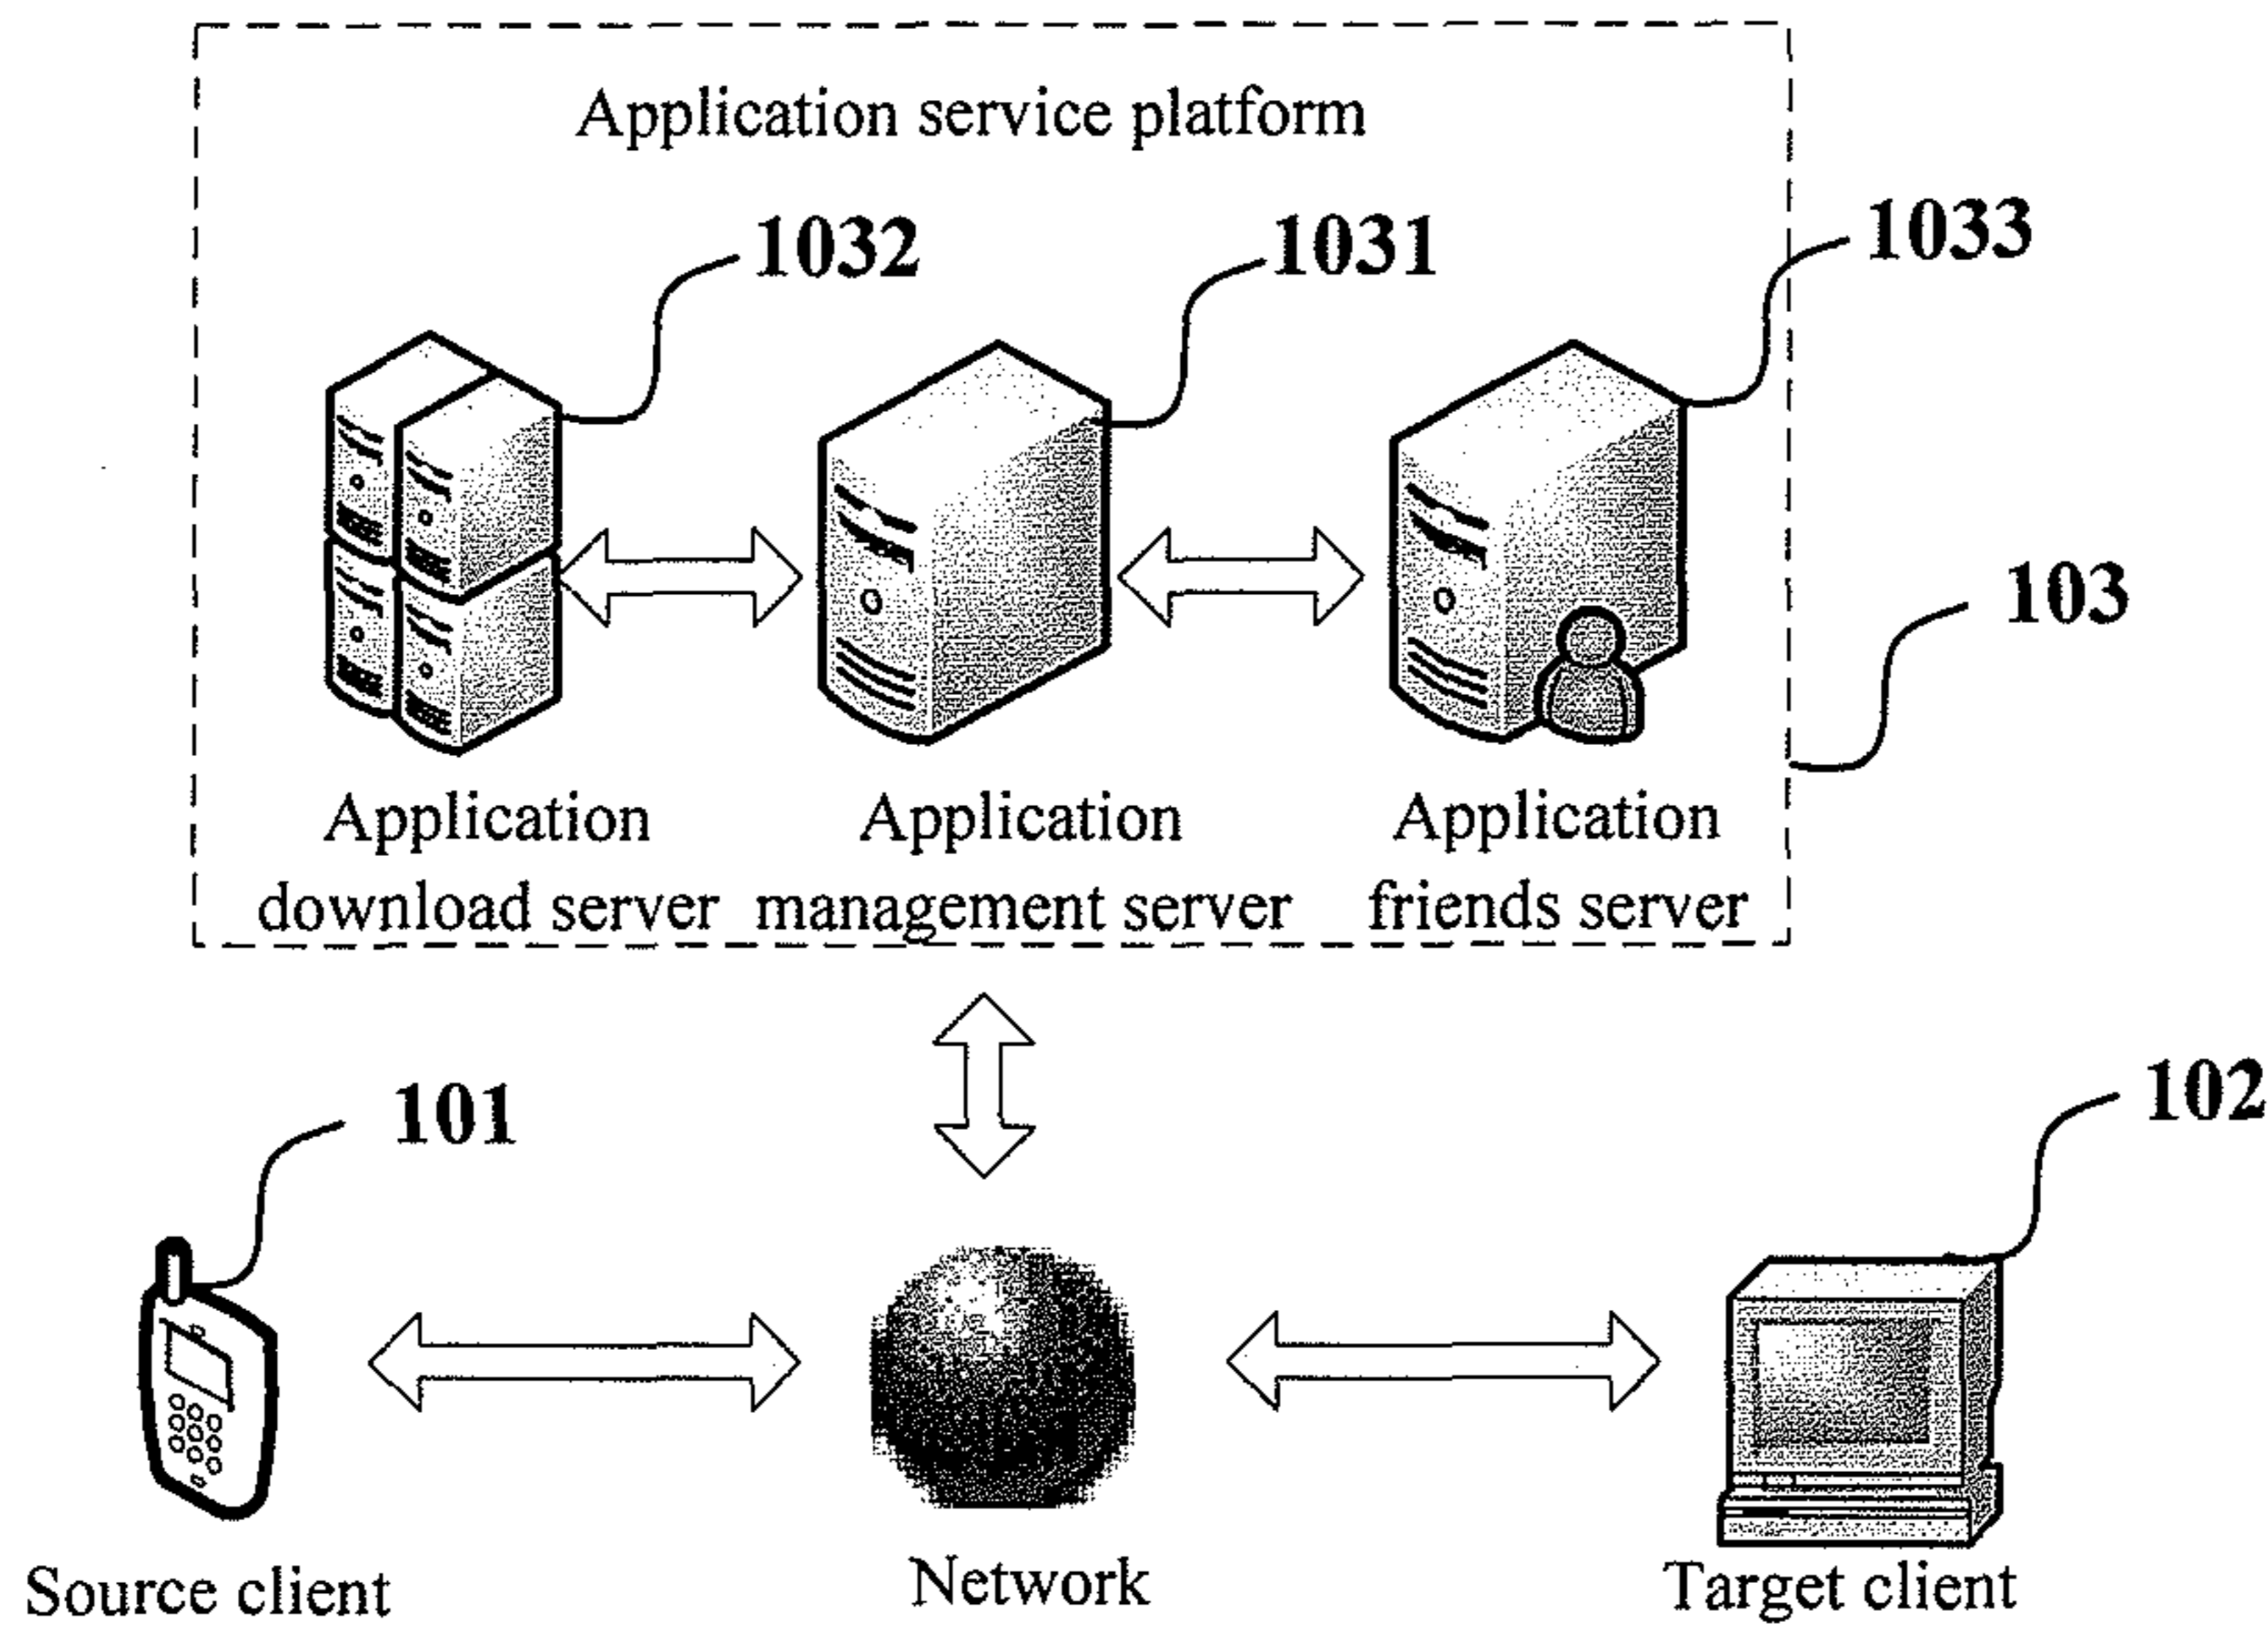 Application service platform
1032
1031
1033
103
Application
download server
Application
management server
Application
friends server
101
102
Source client
Network
Target client